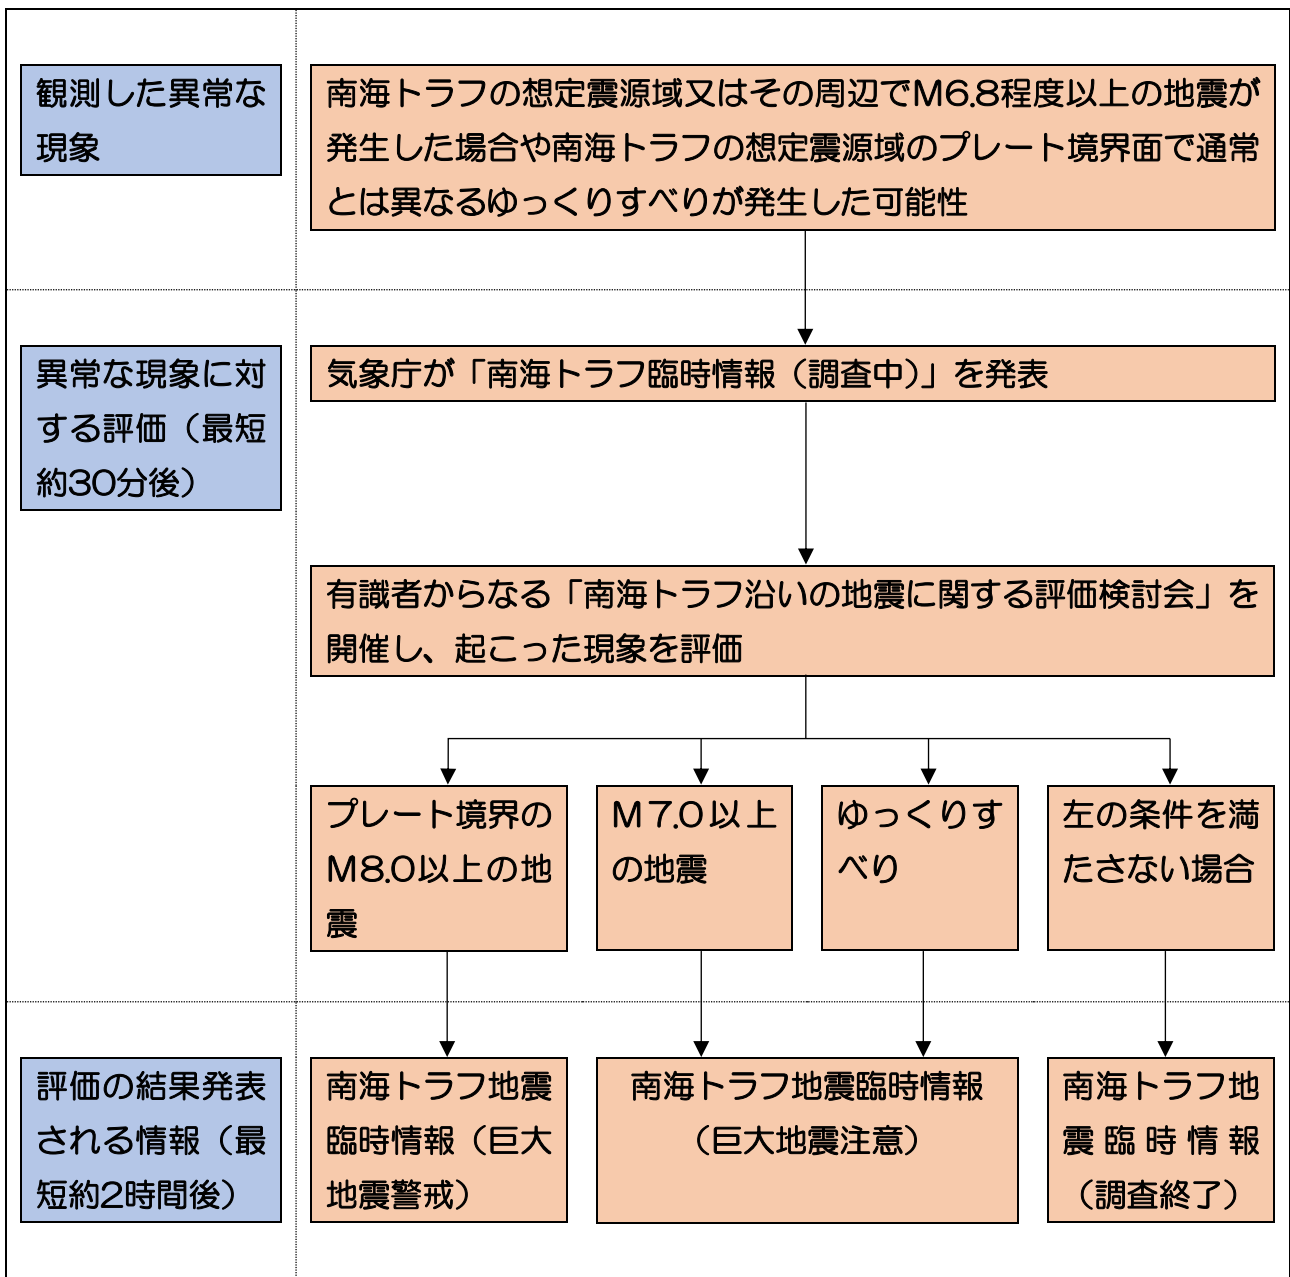 観測した異常な
現象
南海トラフの想定震源域又はその周辺でM6.8程度以上の地震が
発生した場合や南海トラフの想定震源域のプレート境界面で通常
とは異なるゆっくりすべりが発生した可能性
異常な現象に対
する評価（最短
約30分後）
気象庁が「南海トラフ臨時情報（調査中）」を発表
有識者からなる「南海トラフ沿いの地震に関する評価検討会」を
開催し、起こった現象を評価
プレート境界の
M8.0以上の地
震
M7.0以上
の地震
ゆっくりす
べり
左の条件を満
たさない場合
評価の結果発表
される情報（最
短約2時間後）
南海トラフ地震
臨時情報（巨大
地震警戒）
南海トラフ地震臨時情報
（巨大地震注意）
南海トラフ地
震臨時情報
（調査終了）